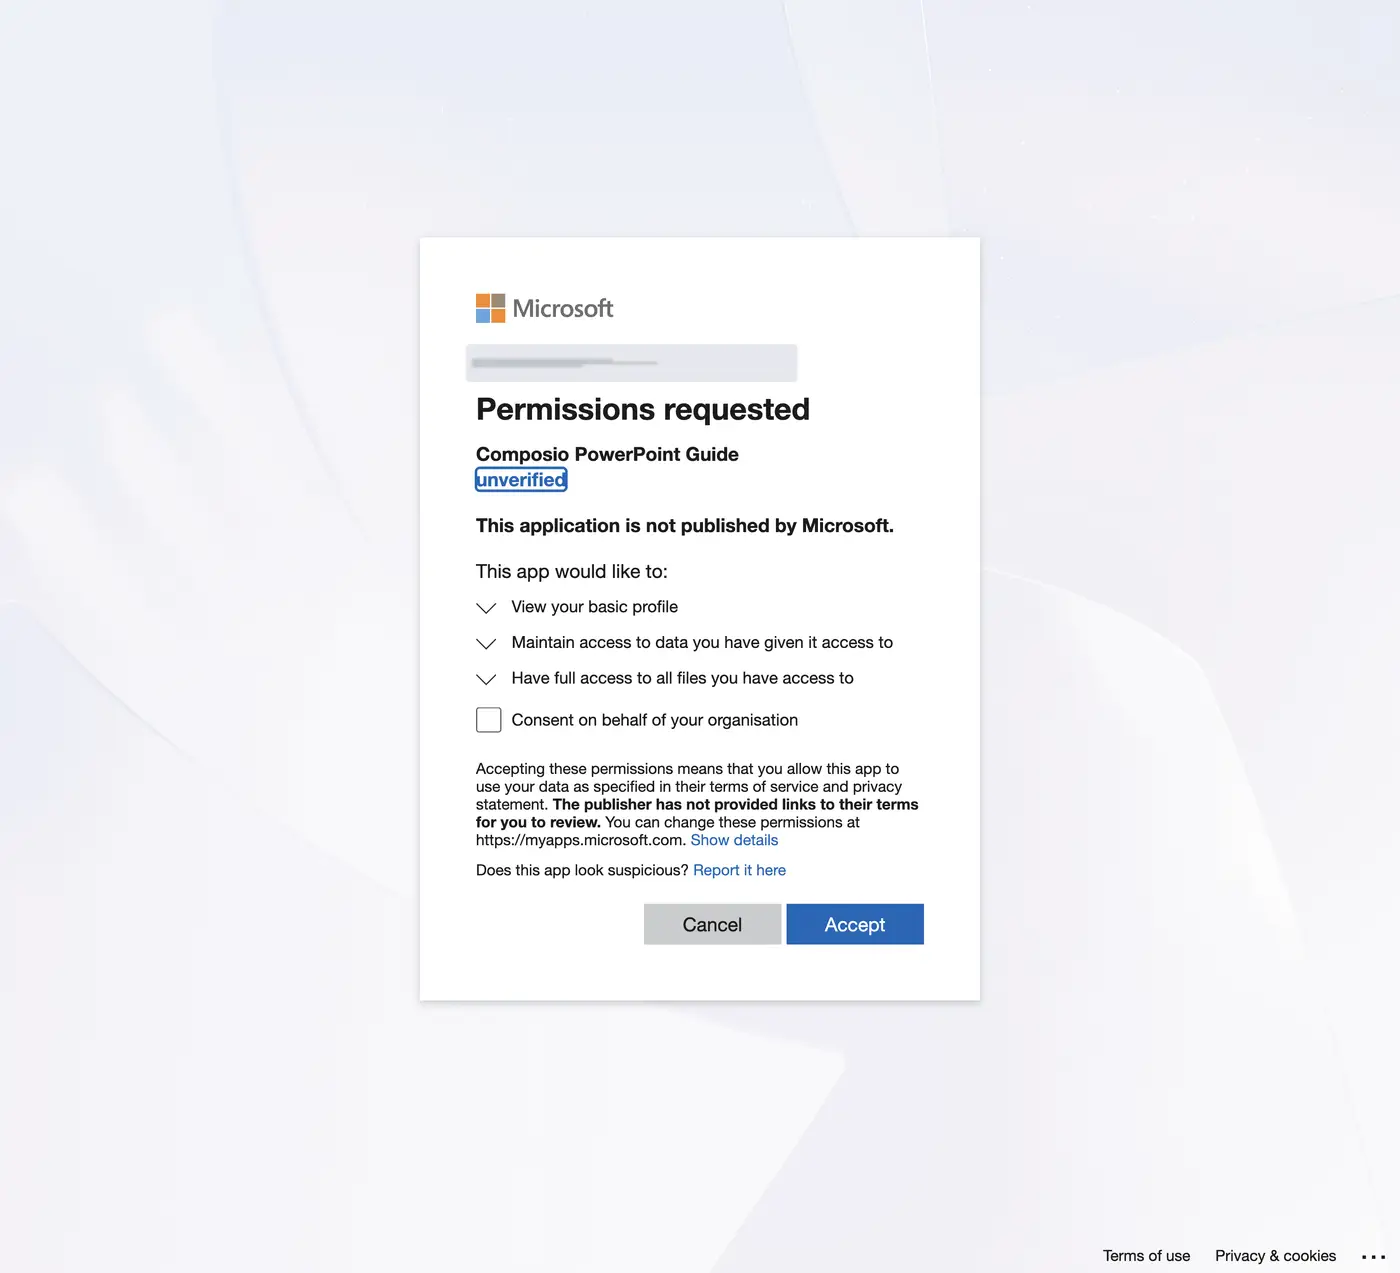 Microsoft
Permissions requested
Composio PowerPoint Guide
unverified
This application is not published by Microsoft.
This app would like to:
View your basic profile
Maintain access to data you have given it access to
Have full access to all files you have access to
Consent on behalf of your organisation
Accepting these permissions means that you allow this app to
use your data as specified in their terms of service and privacy
statement. The publisher has not provided links to their terms
for you to review. You can change these permissions at
https://myapps.microsoft.com. Show details
Does this app look suspicious? Report it here
Cancel Accept
Terms of use Privacy & cookies